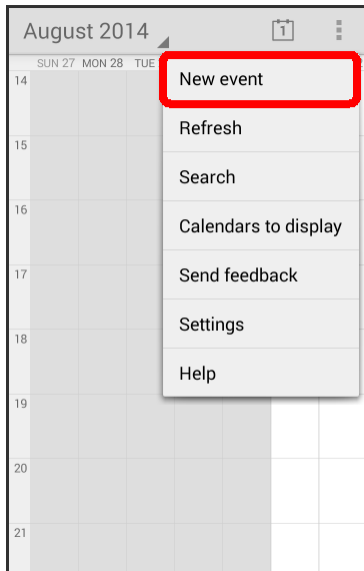 August 2014
1
SUN 27 MON 28 TUE
14
New event
Refresh
15
Search
16
Calendars to display
17
Send feedback
Settings
18
Help
19
20
21